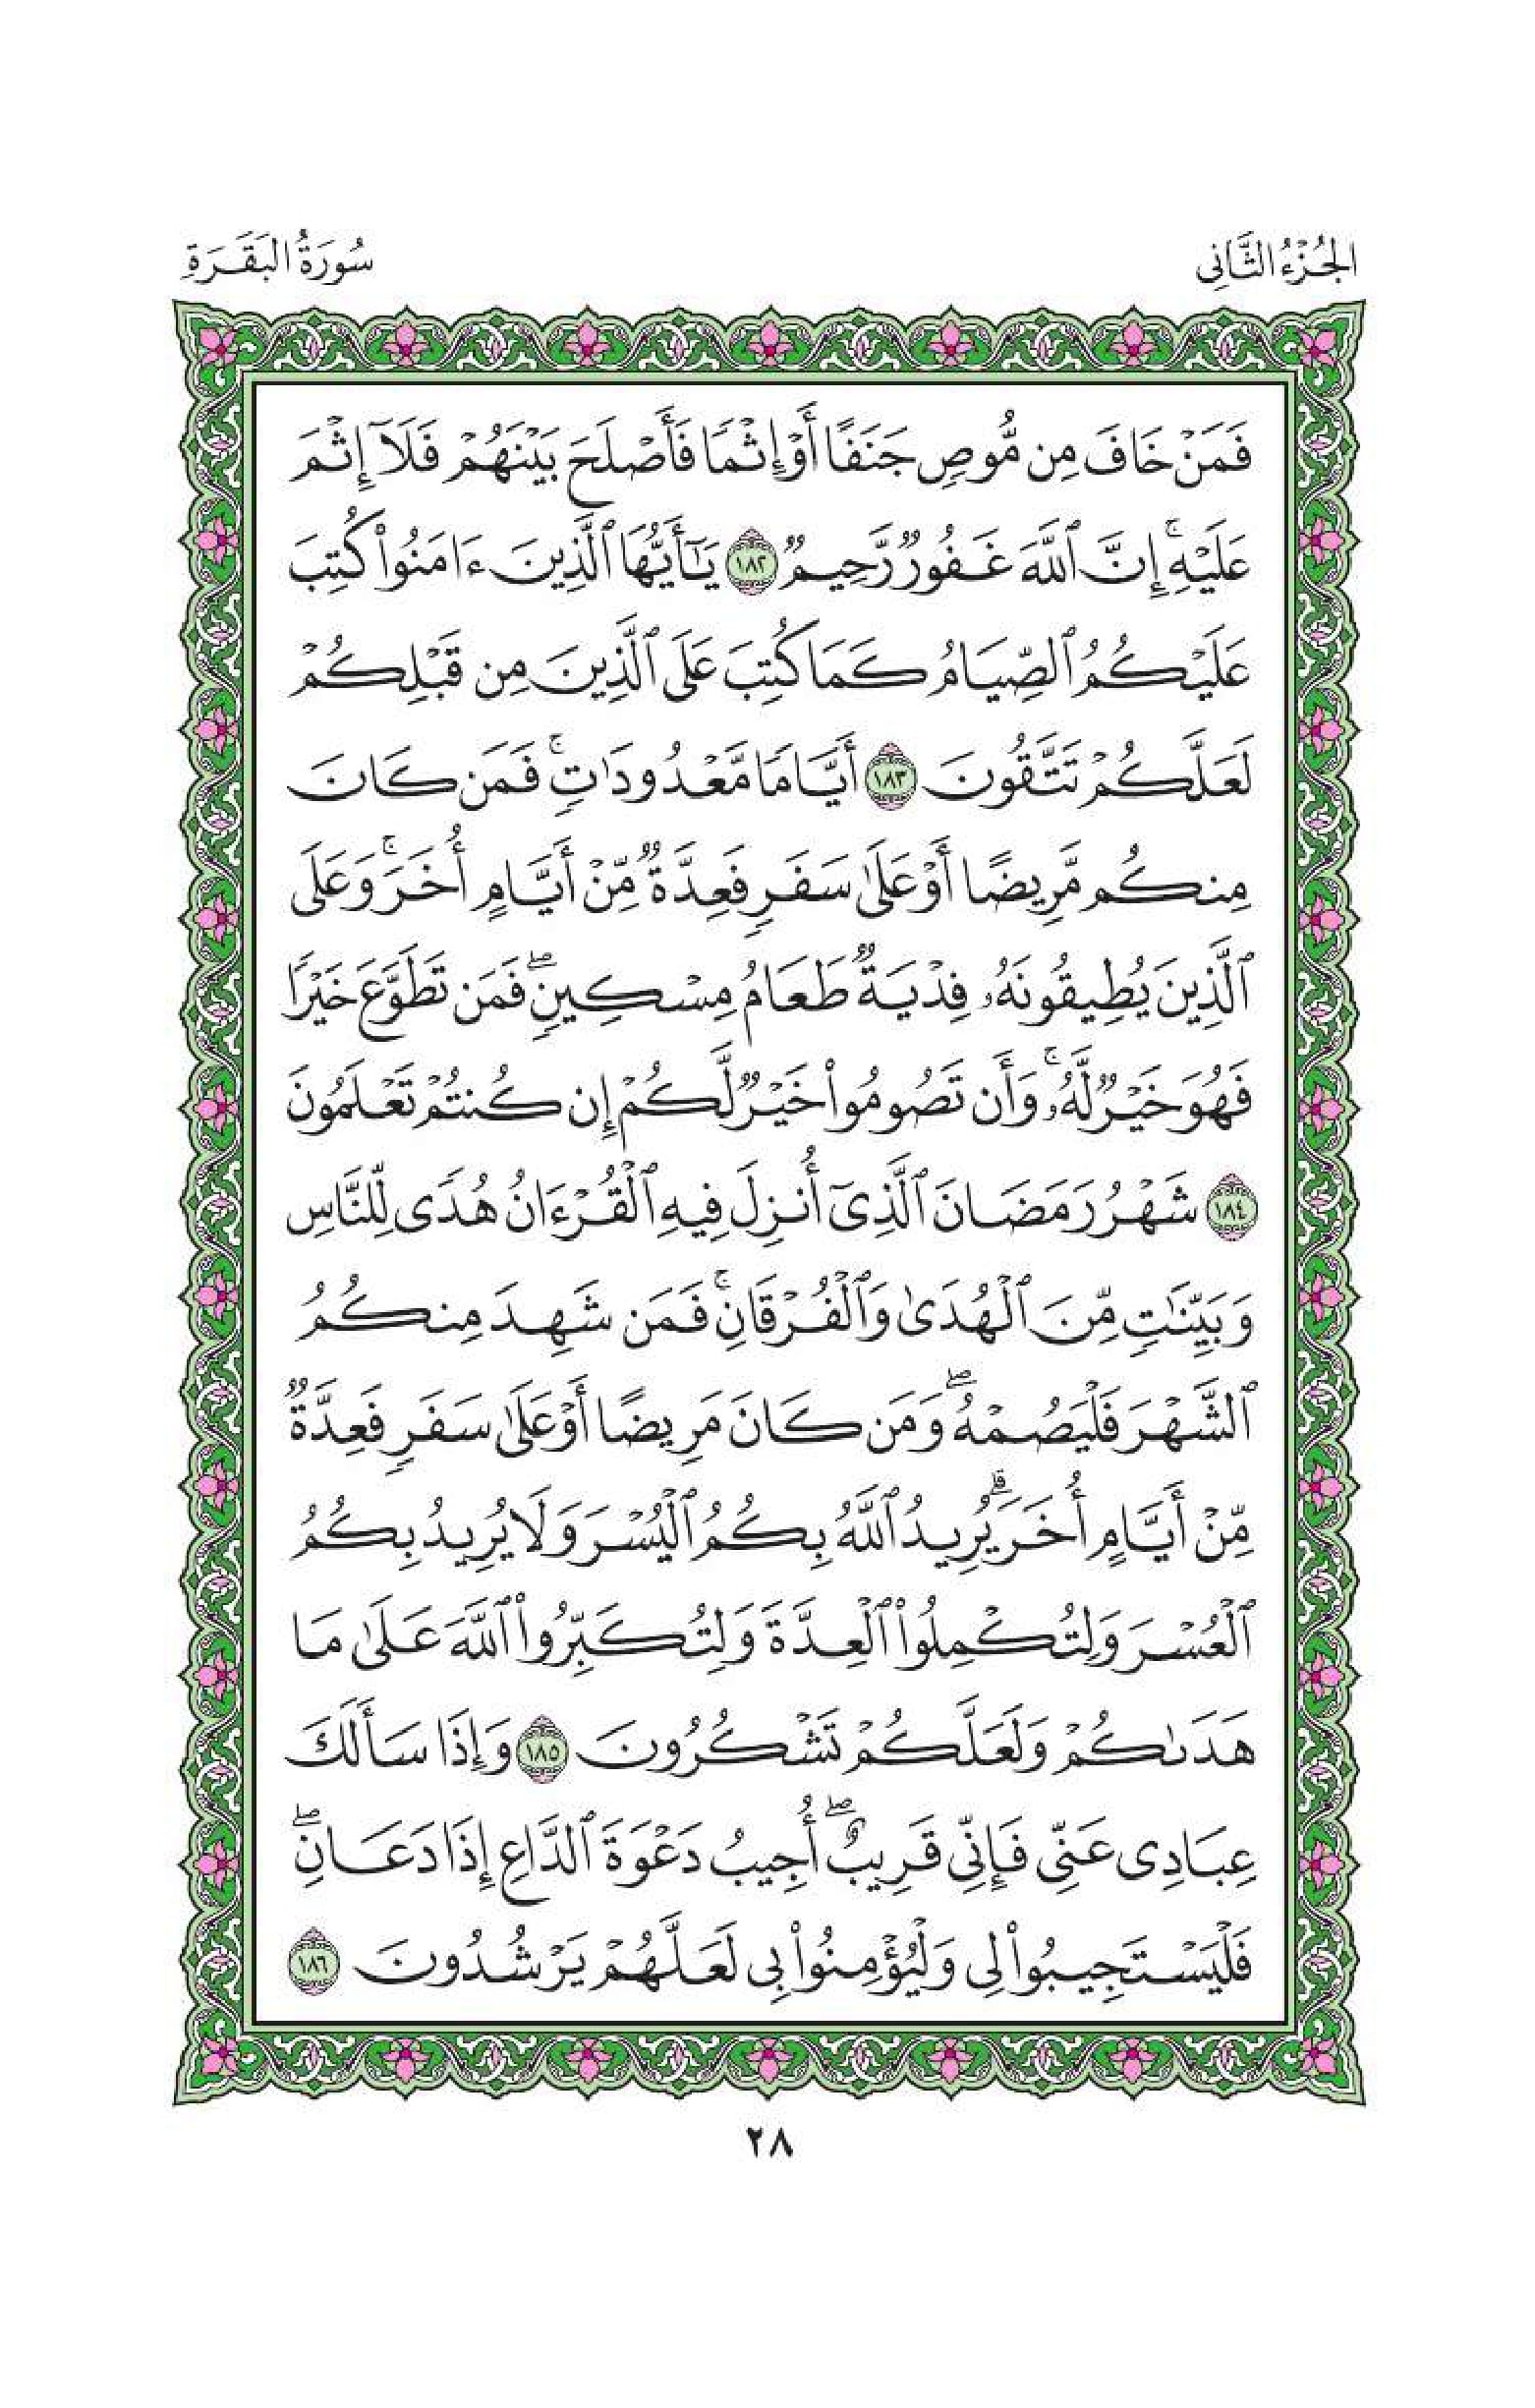 الجُزْءُ الثَّانِي
سُورَةُ البَقَرَةِ
فَمَنْ خَافَ مِن مُّوصٍ جَنَفًا أَوْ إِثْمًا فَأَصْلَحَ بَيْنَهُمْ فَلَآ إِثْمَ
عَلَيْهِ ۚ إِنَّ ٱللَّهَ غَفُورٌ رَّحِيمٌ ١٨٢ يَـٰٓأَيُّهَا ٱلَّذِينَ ءَامَنُوا۟ كُتِبَ
عَلَيْكُمُ ٱلصِّيَامُ كَمَا كُتِبَ عَلَى ٱلَّذِينَ مِن قَبْلِكُمْ
لَعَلَّكُمْ تَتَّقُونَ ١٨٣ أَيَّامًا مَّعْدُودَٰتٍ ۚ فَمَن كَانَ
مِنكُم مَّرِيضًا أَوْ عَلَىٰ سَفَرٍ فَعِدَّةٌ مِّنْ أَيَّامٍ أُخَرَ ۚ وَعَلَى
ٱلَّذِينَ يُطِيقُونَهُۥ فِدْيَةٌ طَعَامُ مِسْكِينٍ ۖ فَمَن تَطَوَّعَ خَيْرًا
فَهُوَ خَيْرٌ لَّهُۥ ۚ وَأَن تَصُومُوا۟ خَيْرٌ لَّكُمْ إِن كُنتُمْ تَعْلَمُونَ
١٨٤ شَهْرُ رَمَضَانَ ٱلَّذِىٓ أُنزِلَ فِيهِ ٱلْقُرْءَانُ هُدًى لِّلنَّاسِ
وَبَيِّنَـٰتٍ مِّنَ ٱلْهُدَىٰ وَٱلْفُرْقَانِ ۚ فَمَن شَهِدَ مِنكُمُ
ٱلشَّهْرَ فَلْيَصُمْهُ ۖ وَمَن كَانَ مَرِيضًا أَوْ عَلَىٰ سَفَرٍ فَعِدَّةٌ
مِّنْ أَيَّامٍ أُخَرَ ۗ يُرِيدُ ٱللَّهُ بِكُمُ ٱلْيُسْرَ وَلَا يُرِيدُ بِكُمُ
ٱلْعُسْرَ وَلِتُكْمِلُوا۟ ٱلْعِدَّةَ وَلِتُكَبِّرُوا۟ ٱللَّهَ عَلَىٰ مَا
هَدَىٰكُمْ وَلَعَلَّكُمْ تَشْكُرُونَ ١٨٥ وَإِذَا سَأَلَكَ
عِبَادِى عَنِّى فَإِنِّى قَرِيبٌ ۖ أُجِيبُ دَعْوَةَ ٱلدَّاعِ إِذَا دَعَانِ ۖ
فَلْيَسْتَجِيبُوا۟ لِى وَلْيُؤْمِنُوا۟ بِى لَعَلَّهُمْ يَرْشُدُونَ ١٨٦
٢٨